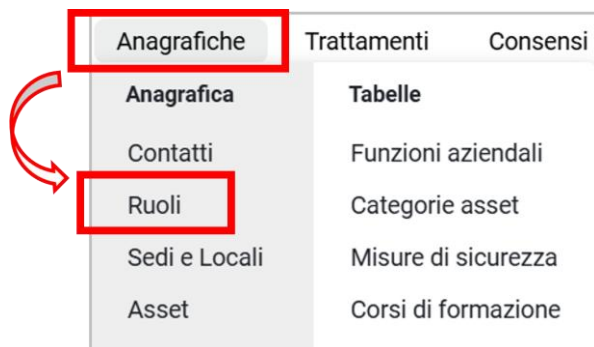 Anagrafiche Trattamenti Consensi
Anagrafica Tabelle
Contatti Funzioni aziendali
Ruoli Categorie asset
Sedi e Locali Misure di sicurezza
Asset Corsi di formazione